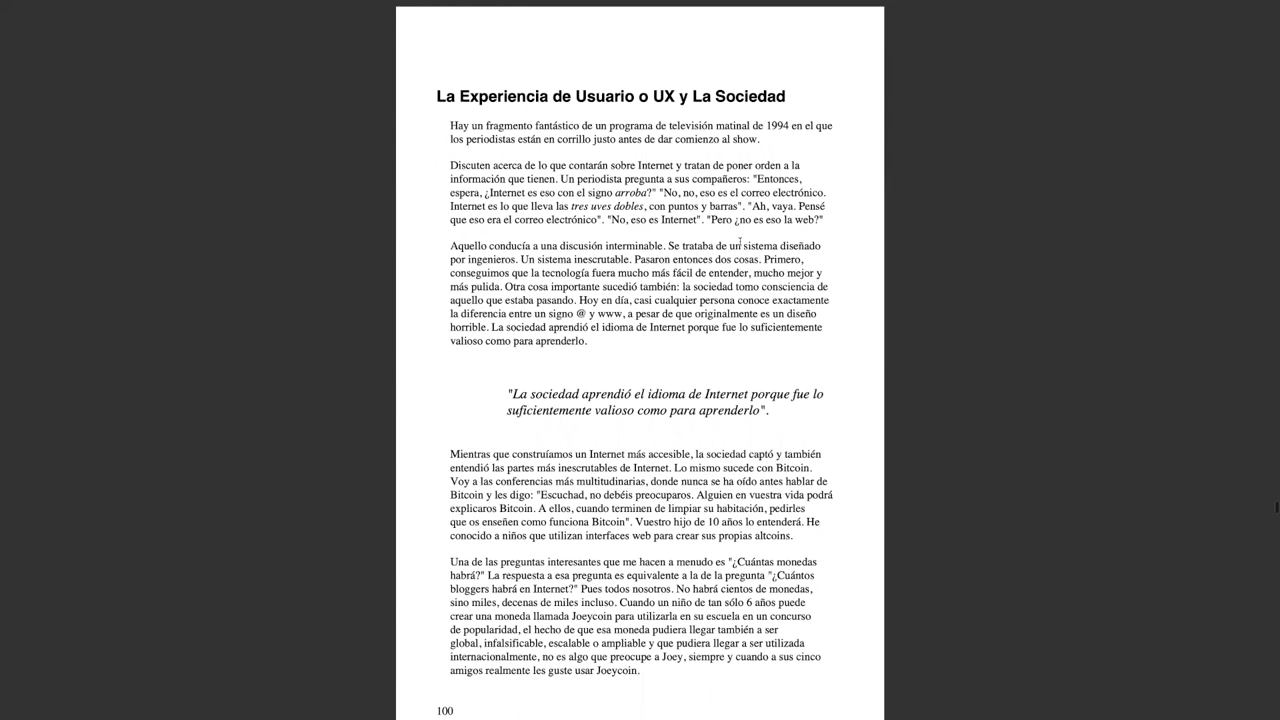 La Experiencia de Usuario o UX y La Sociedad
Hay un fragmento fantástico de un programa de televisión matinal de 1994 en el que
los periodistas están en corrillo justo antes de dar comienzo al show.
Discuten acerca de lo que contarán sobre Internet y tratan de poner orden a la
información que tienen. Un periodista pregunta a sus compañeros: "Entonces,
espera, ¿Internet es eso con el signo arroba?" "No, no, eso es el correo electrónico.
Internet es lo que lleva las tres uves dobles, con puntos y barras". "Ah, vaya. Pensé
que eso era el correo electrónico". "No, eso es Internet". "Pero ¿no es eso la web?"
Aquello conducía a una discusión interminable. Se trataba de un sistema diseñado
por ingenieros. Un sistema inescrutable. Pasaron entonces dos cosas. Primero,
conseguimos que la tecnología fuera mucho más fácil de entender, mucho mejor y
más pulida. Otra cosa importante sucedió también: la sociedad tomo consciencia de
aquello que estaba pasando. Hoy en día, casi cualquier persona conoce exactamente
la diferencia entre un signo @ y www, a pesar de que originalmente es un diseño
horrible. La sociedad aprendió el idioma de Internet porque fue lo suficientemente
valioso como para aprenderlo.
"La sociedad aprendió el idioma de Internet porque fue lo
suficientemente valioso como para aprenderlo".
Mientras que construíamos un Internet más accesible, la sociedad captó y también
entendió las partes más inescrutables de Internet. Lo mismo sucede con Bitcoin.
Voy a las conferencias más multitudinarias, donde nunca se ha oído antes hablar de
Bitcoin y les digo: "Escuchad, no debéis preocuparos. Alguien en vuestra vida podrá
explicaros Bitcoin. A ellos, cuando terminen de limpiar su habitación, pedirles
que os enseñen como funciona Bitcoin". Vuestro hijo de 10 años lo entenderá. He
conocido a niños que utilizan interfaces web para crear sus propias altcoins.
Una de las preguntas interesantes que me hacen a menudo es "¿Cuántas monedas
habrá?" La respuesta a esa pregunta es equivalente a la de la pregunta "¿Cuántos
bloggers habrá en Internet?" Pues todos nosotros. No habrá cientos de monedas,
sino miles, decenas de miles incluso. Cuando un niño de tan sólo 6 años puede
crear una moneda llamada Joeycoin para utilizarla en su escuela en un concurso
de popularidad, el hecho de que esa moneda pudiera llegar también a ser
global, infalsificable, escalable o ampliable y que pudiera llegar a ser utilizada
internacionalmente, no es algo que preocupe a Joey, siempre y cuando a sus cinco
amigos realmente les guste usar Joeycoin.
100